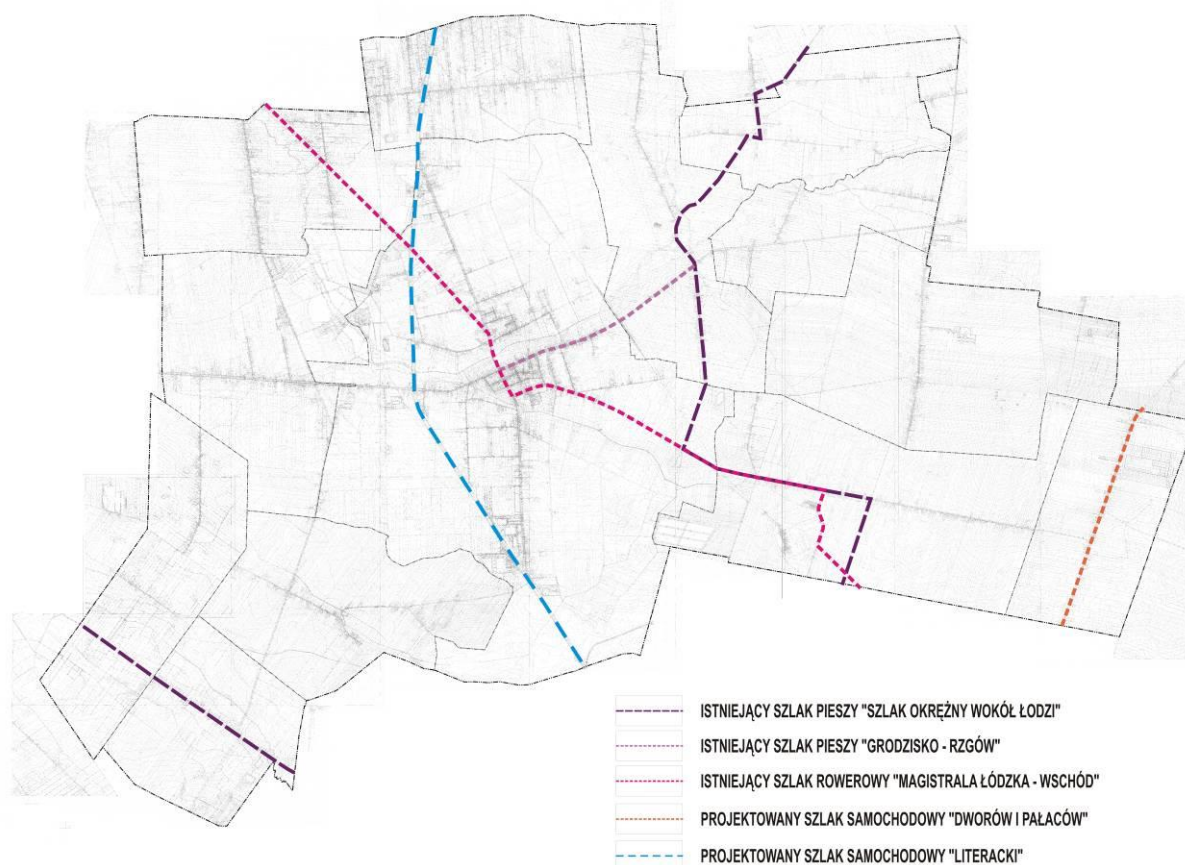 ISTNIEJĄCY SZLAK PIESZY "SZLAK OKRĘŻNY WOKÓŁ ŁODZI"
ISTNIEJĄCY SZLAK PIESZY "GRODZISKO - RZGÓW"
ISTNIEJĄCY SZLAK ROWEROWY "MAGISTRALA ŁÓDZKA - WSCHÓD"
PROJEKTOWANY SZLAK SAMOCHODOWY "DWORÓW I PAŁACÓW"
PROJEKTOWANY SZLAK SAMOCHODOWY "LITERACKI"